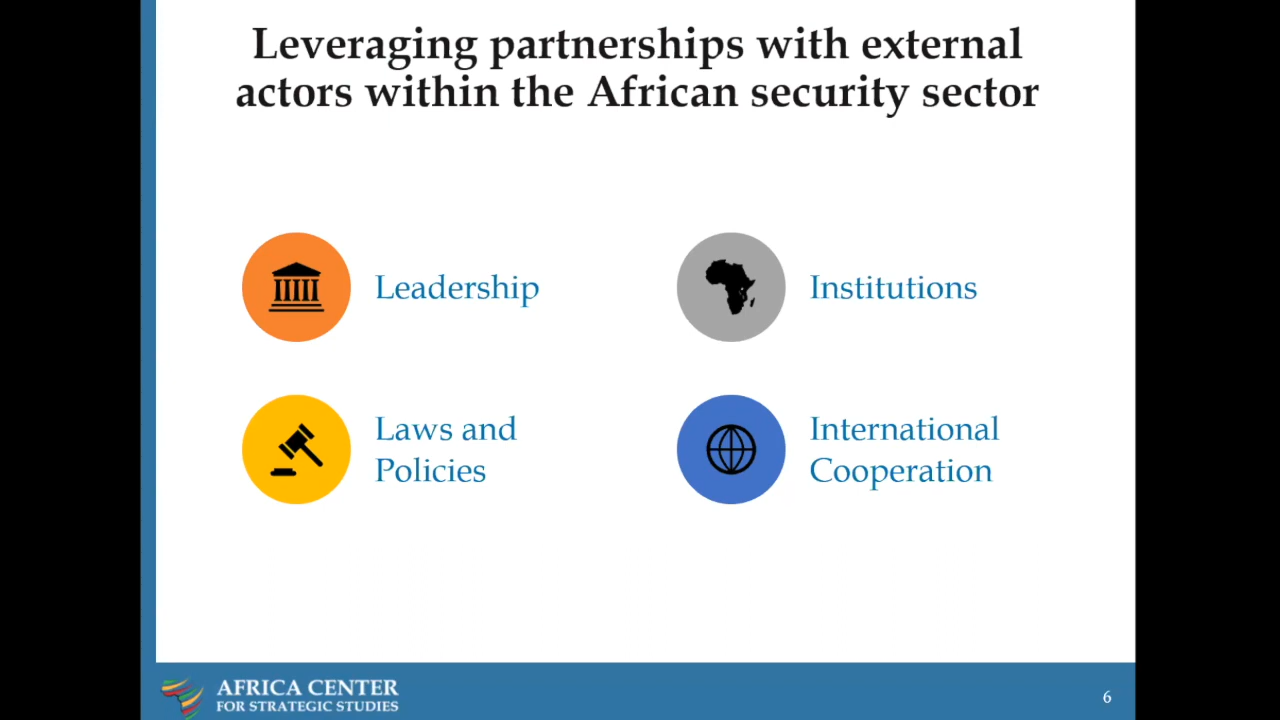 Leveraging partnerships with external
actors within the African security sector
Leadership
Institutions
Laws and
Policies
International
Cooperation
AFRICA CENTER
FOR STRATEGIC STUDIES
6